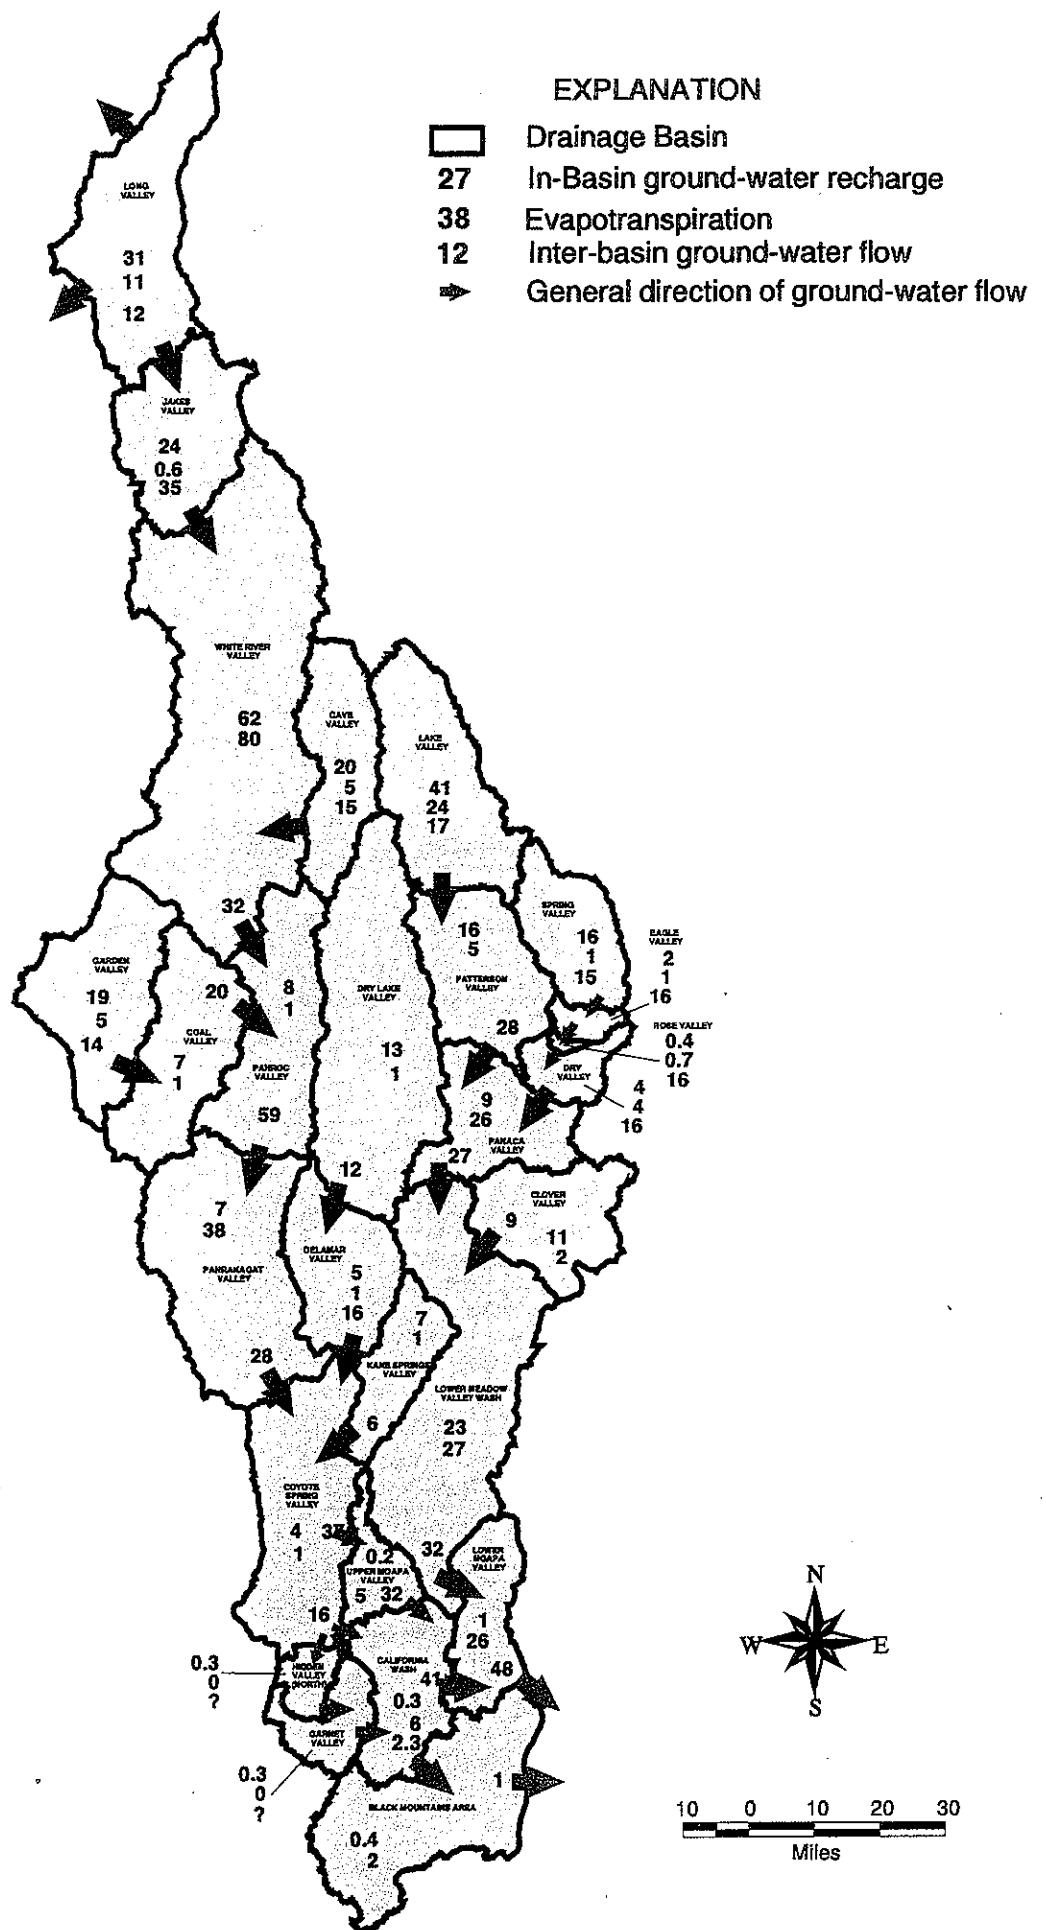 EXPLANATION
Drainage Basin
27 In-Basin ground-water recharge
38 Evapotranspiration
12 Inter-basin ground-water flow
General direction of ground-water flow
LONG
VALLEY
31
11
12
JAKES
VALLEY
24
0.6
35
WHITE RIVER
VALLEY
62
80
32
CAVE
VALLEY
20
5
15
LAKE
VALLEY
41
24
17
SPRING
VALLEY
16
1
15
EAGLE
VALLEY
2
1
16
ROSE VALLEY
0.4
0.7
16
16
5
PATTERSON
VALLEY
28
GARDEN
VALLEY
19
5
14
20
COAL
VALLEY
7
1
8
1
PAHROC
VALLEY
59
DRY LAKE
VALLEY
13
1
12
DRY
VALLEY
4
4
16
9
26
PANACA
VALLEY
27
CLOVER
VALLEY
9
11
2
7
38
PAHRANAGAT
VALLEY
28
DELAMAR
VALLEY
5
1
16
7
1
KANE SPRINGS
VALLEY
6
LOWER MEADOW
VALLEY WASH
23
27
32
COYOTE
SPRING
VALLEY
4
1
37
16
0.2
UPPER MOAPA
VALLEY
5 32
LOWER
MOAPA
VALLEY
1
26
48
HIDDEN
VALLEY
(NORTH)
0.3
0
?
CALIFORNIA
WASH
41
0.3
6
2.3
GARNET
VALLEY
0.3
0
?
1
BLACK MOUNTAINS AREA
0.4
2
N
W E
S
10 0 10 20 30
Miles